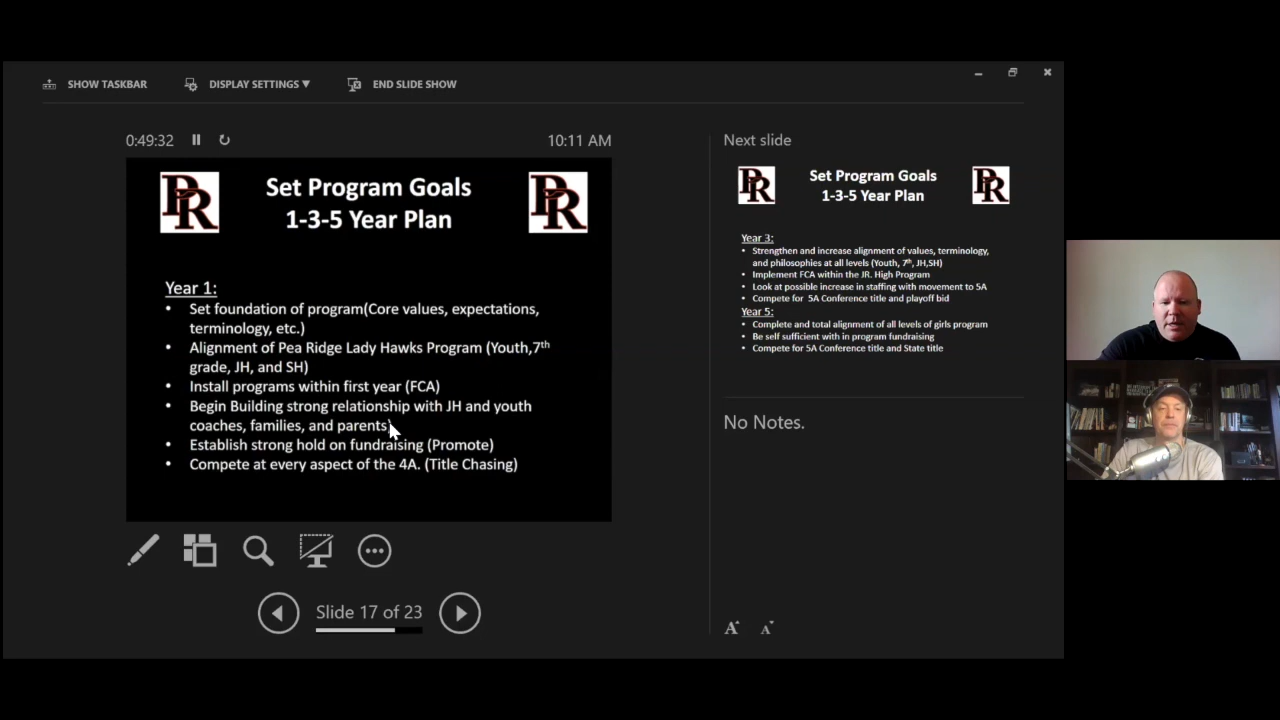 SHOW TASKBAR DISPLAY SETTINGS ▼ END SLIDE SHOW
0:49:32 10:11 AM
PR PR
Set Program Goals
1-3-5 Year Plan
Year 1:
• Set foundation of program(Core values, expectations,
terminology, etc.)
• Alignment of Pea Ridge Lady Hawks Program (Youth,7th
grade, JH, and SH)
• Install programs within first year (FCA)
• Begin Building strong relationship with JH and youth
coaches, families, and parents)
• Establish strong hold on fundraising (Promote)
• Compete at every aspect of the 4A. (Title Chasing)
Slide 17 of 23
Next slide
PR PR
Set Program Goals
1-3-5 Year Plan
Year 3:
• Strengthen and increase alignment of values, terminology,
and philosophies at all levels (Youth, 7th, JH,SH)
• Implement FCA within the JR. High Program
• Look at possible increase in staffing with movement to 5A
• Compete for 5A Conference title and playoff bid
Year 5:
• Complete and total alignment of all levels of girls program
• Be self sufficient with in program fundraising
• Compete for 5A Conference title and State title
No Notes.
A A